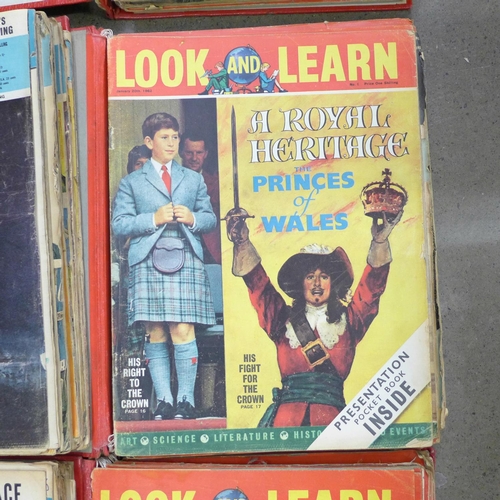 LOOK AND LEARN
A ROYAL
HERITAGE
THE
PRINCES
of
WALES
HIS
RIGHT
TO
THE
CROWN
PAGE 16
HIS
FIGHT
FOR
THE
CROWN
PAGE 17
PRESENTATION
POCKET BOOK
INSIDE
ART SCIENCE LITERATURE EVENTS
LOOK AND LEARN